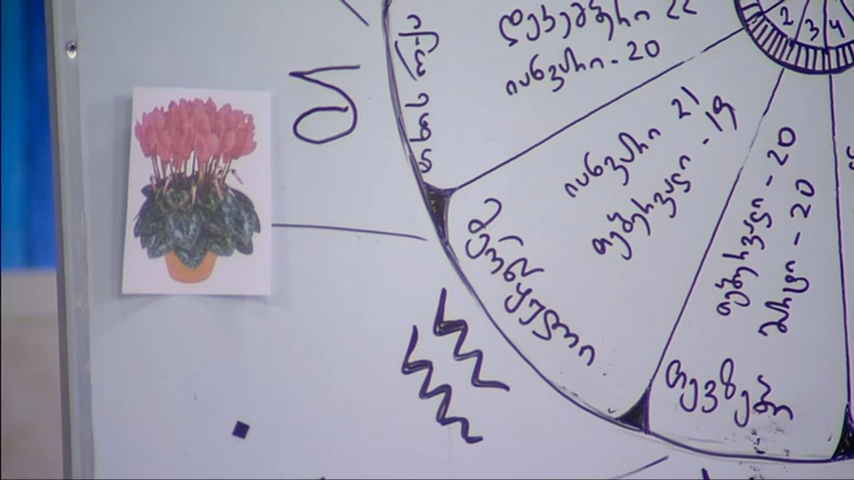 დეკემბერი 22
იანვარი - 20
იანვარი 21
თებერვალი - 19
მერწყული
თებერვალი - 20
მარტი - 20
თევზები
2 3 4